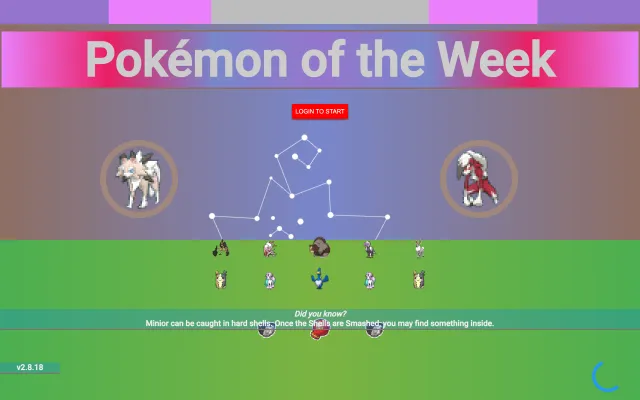 Pokémon of the Week
LOGIN TO START
Did you know?
Minior can be caught in hard shells. Once the Shells are Smashed, you may find something inside.
v2.8.18